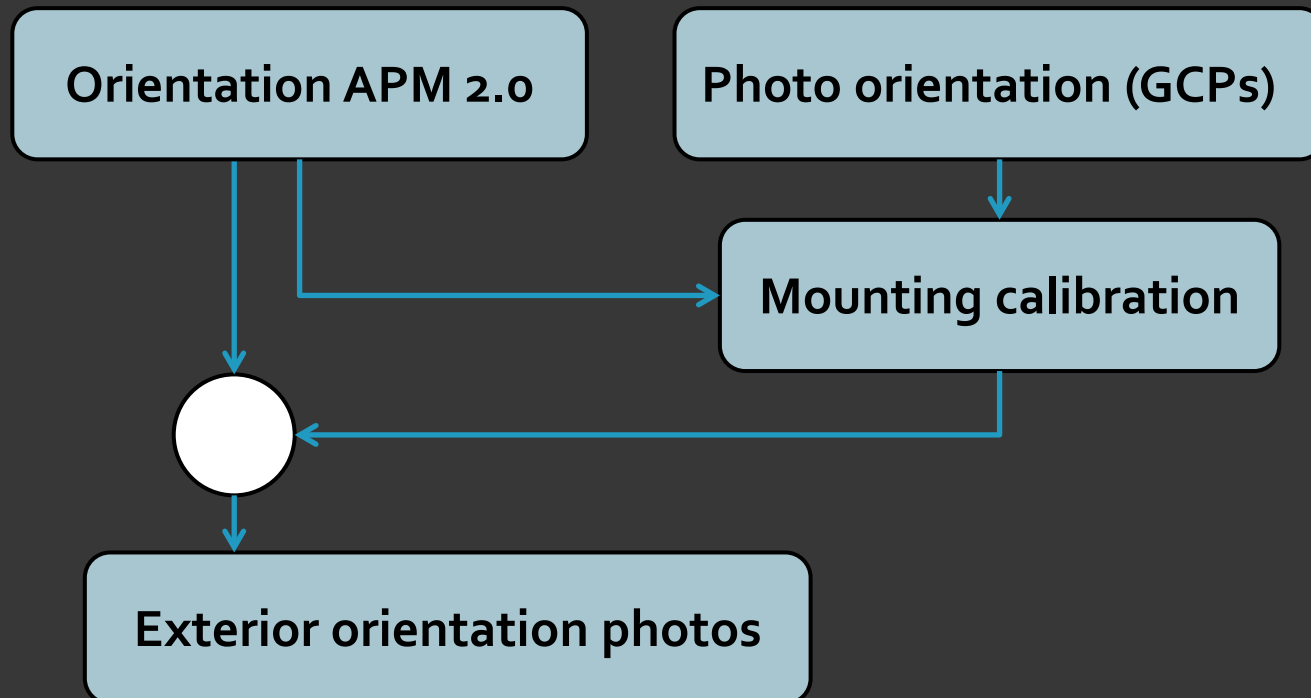 Orientation APM 2.0
Photo orientation (GCPs)
Mounting calibration
Exterior orientation photos